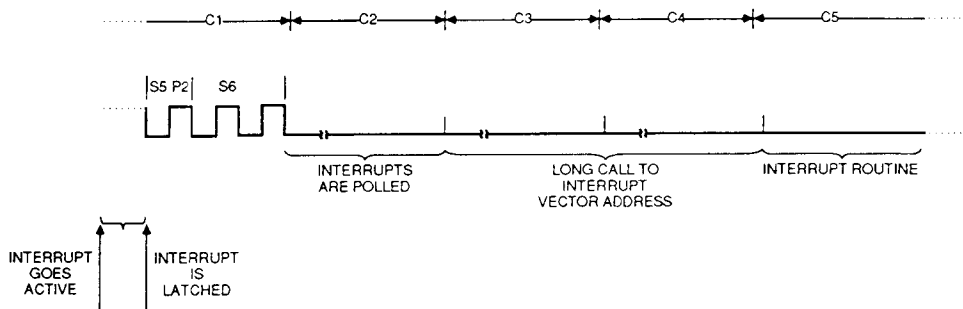 C1 C2 C3 C4 C5
S5 P2 S6
INTERRUPTS
ARE POLLED
LONG CALL TO
INTERRUPT
VECTOR ADDRESS
INTERRUPT ROUTINE
INTERRUPT
GOES
ACTIVE
INTERRUPT
IS
LATCHED